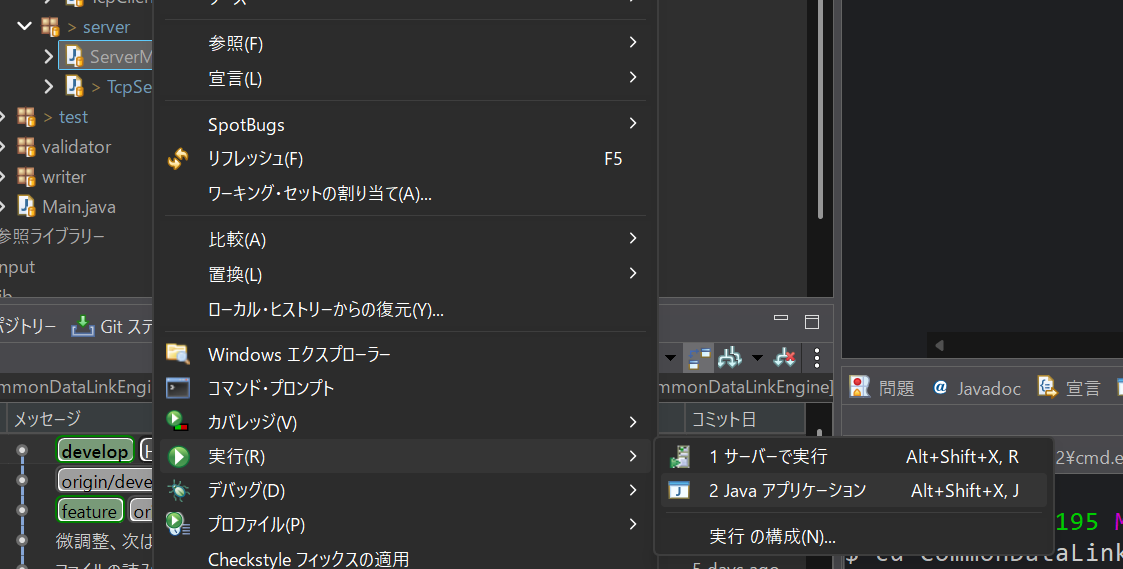 > server
ServerM
> TcpSe
> test
validator
writer
Main.java
参照ライブラリー
nput
参照(F)
宣言(L)
SpotBugs
リフレッシュ(F) F5
ワーキング・セットの割り当て(A)...
比較(A)
置換(L)
ローカル・ヒストリーからの復元(Y)...
Windows エクスプローラー
コマンド・プロンプト
カバレッジ(V)
実行(R)
デバッグ(D)
プロファイル(P)
Checkstyle フィックスの適用
1 サーバーで実行 Alt+Shift+X, R
2 Java アプリケーション Alt+Shift+X, J
実行 の構成(N)...
ポジトリー Git ステ
mmonDataLinkEngi
mmonDataLinkEngine]
メッセージ
コミット日
develop
origin/deve
feature or
微調整、次は
5 days ago
問題 @ Javadoc 宣言
2¥cmd.e
195 M
$ cd CommonDataLink